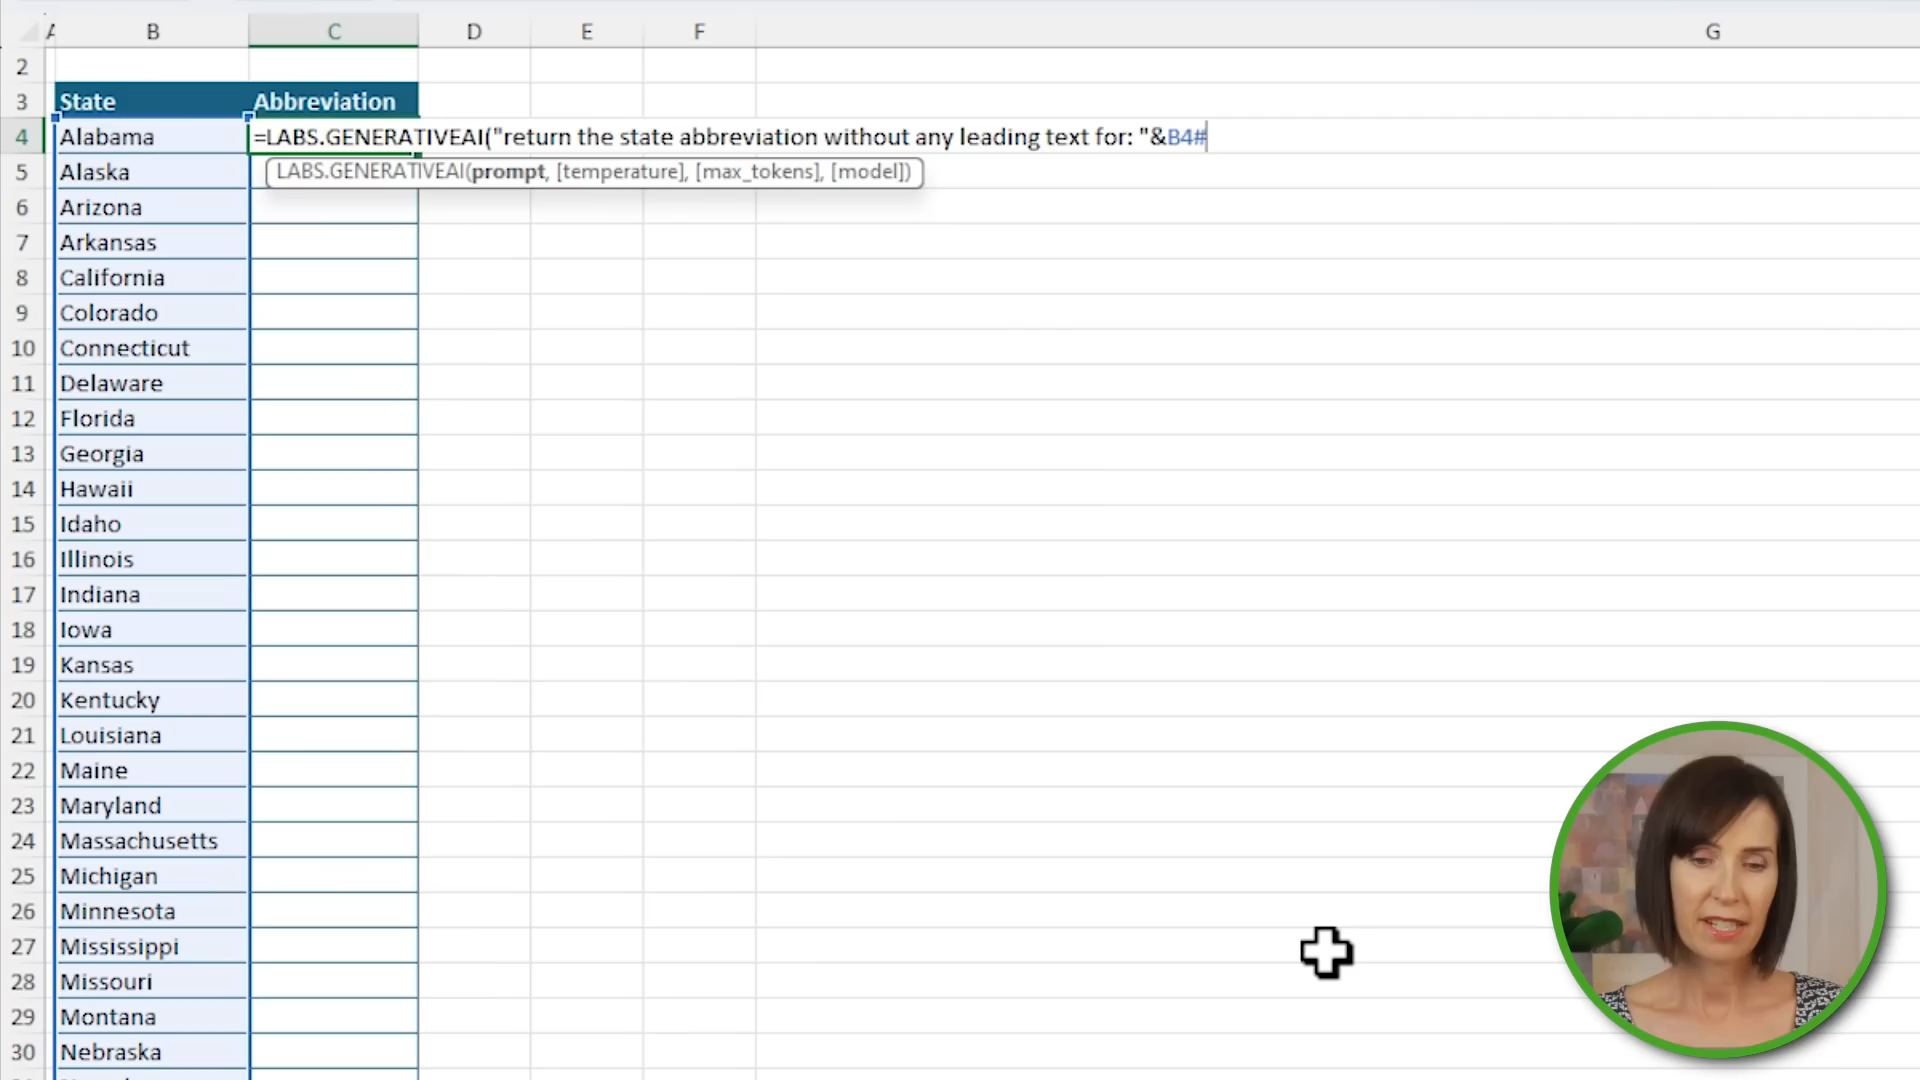 A B C D E F G
2
3 State Abbreviation
4 Alabama =LABS.GENERATIVEAI("return the state abbreviation without any leading text for: "&B4#
LABS.GENERATIVEAI(prompt, [temperature], [max_tokens], [model])
5 Alaska
6 Arizona
7 Arkansas
8 California
9 Colorado
10 Connecticut
11 Delaware
12 Florida
13 Georgia
14 Hawaii
15 Idaho
16 Illinois
17 Indiana
18 Iowa
19 Kansas
20 Kentucky
21 Louisiana
22 Maine
23 Maryland
24 Massachusetts
25 Michigan
26 Minnesota
27 Mississippi
28 Missouri
29 Montana
30 Nebraska